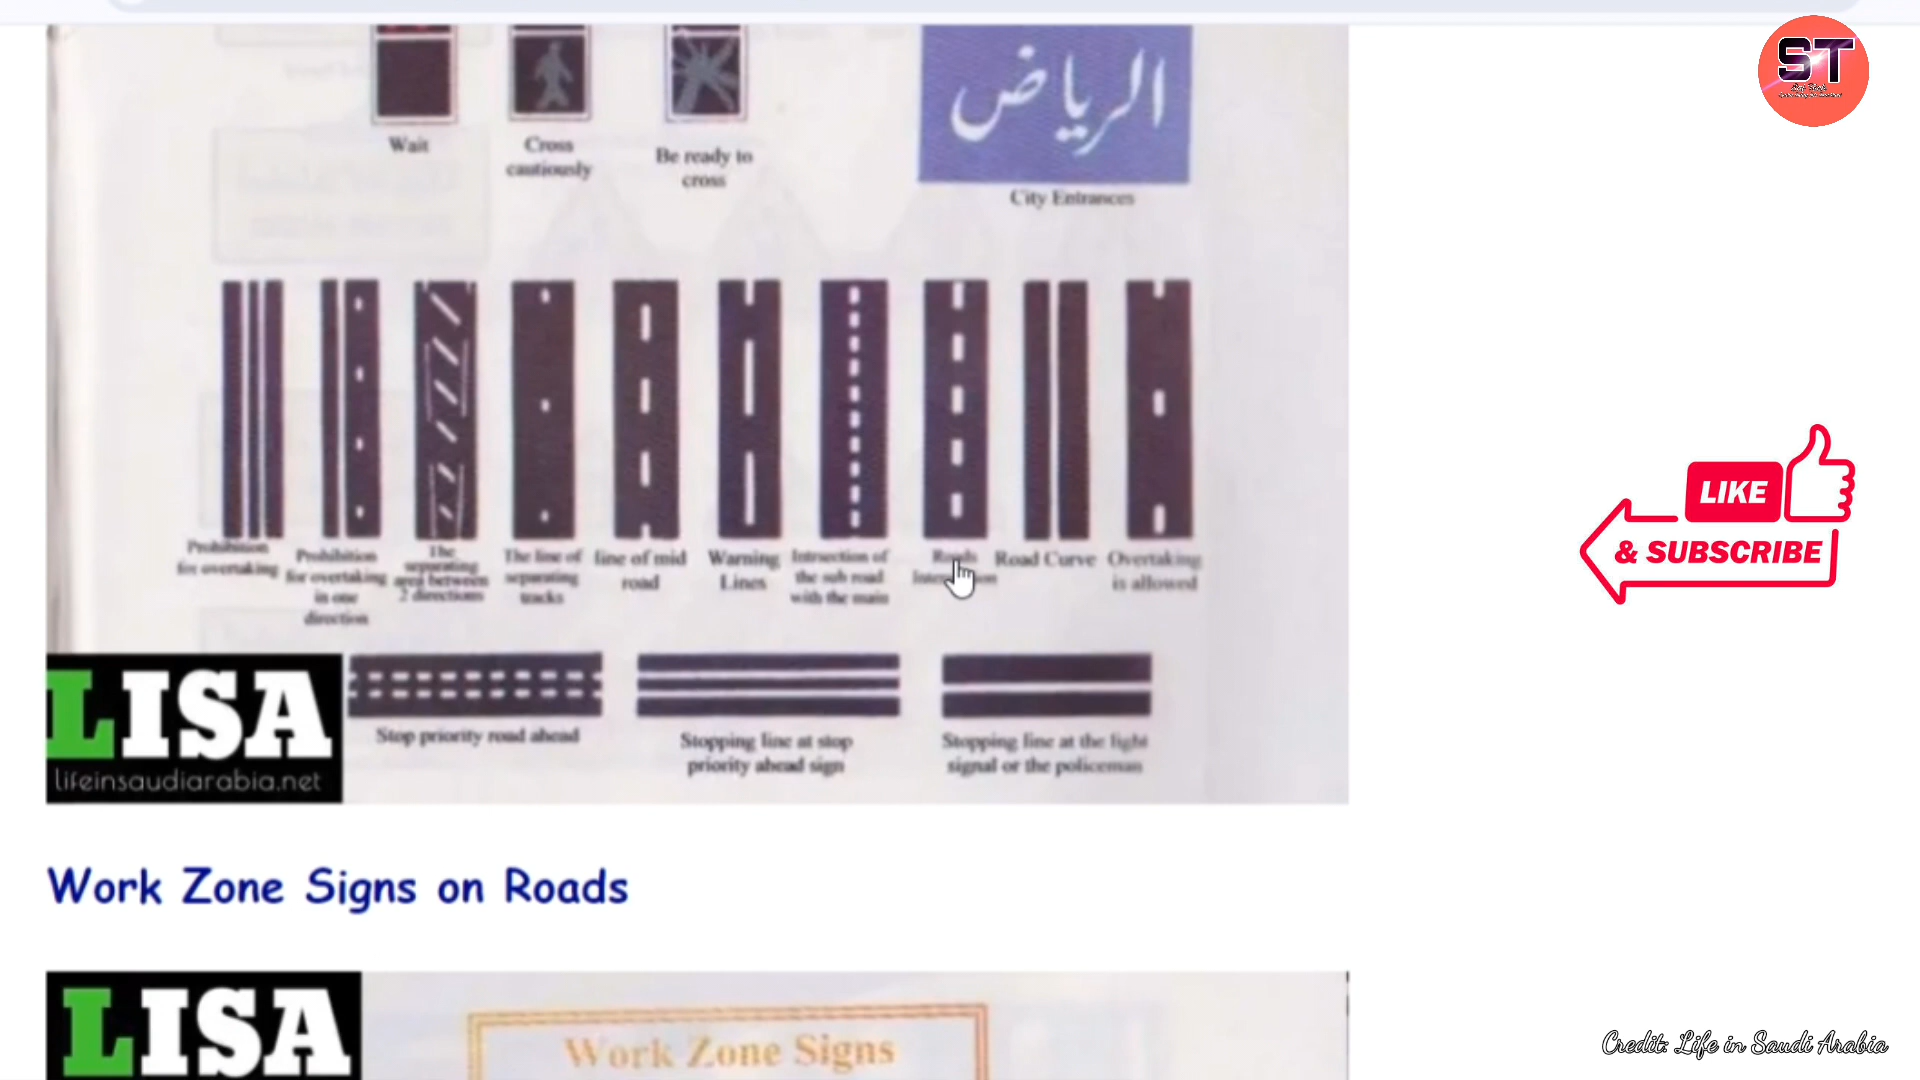 ST
الرياض
Wait
Cross
cautiously
Be ready to
cross
City Entrances
Prohibition
for overtaking
Prohibition
for overtaking
in one
direction
The
separating
area between
2 directions
The line of
separating
tracks
line of mid
road
Warning
Lines
Intrsection of
the sub road
with the main
Roads
Road Curve
Overtaking
is allowed
LIKE
& SUBSCRIBE
Stop priority road ahead
Stopping line at stop
priority ahead sign
Stopping line at the light
signal or the policeman
LISA
lifeinsaudiarabia.net
Work Zone Signs on Roads
LISA
Work Zone Signs
Credit: Life in Saudi Arabia